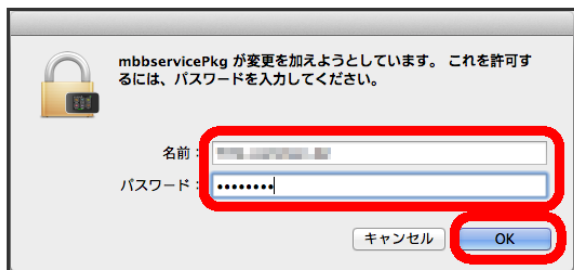 mbbservicePkg が変更を加えようとしています。 これを許可す
るには、パスワードを入力してください。
名前：
パスワード： ••••••••
キャンセル OK